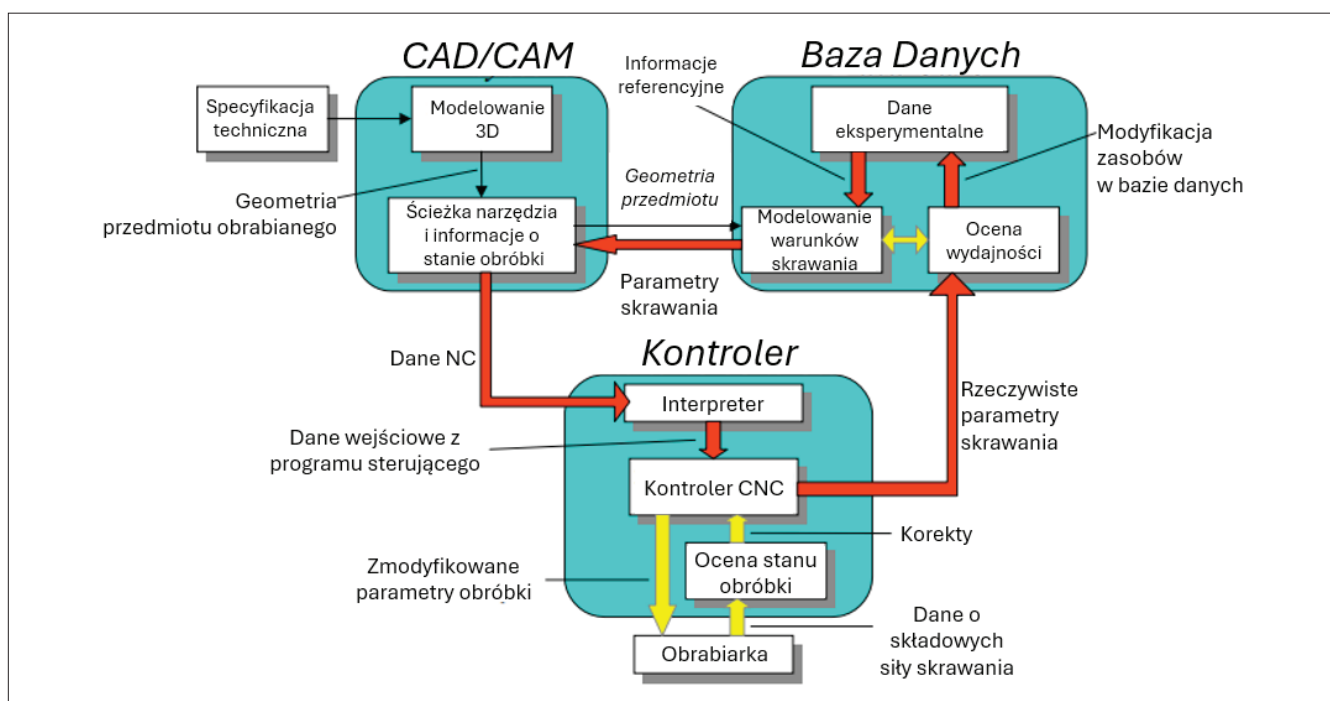 CAD/CAM
Baza Danych
Informacje
referencyjne
Specyfikacja
techniczna
Modelowanie
3D
Dane
eksperymentalne
Modyfikacja
zasobów
w bazie danych
Geometria
przedmiotu obrabianego
Geometria
przedmiotu
Ścieżka narzędzia
i informacje o
stanie obróbki
Modelowanie
warunków
skrawania
Ocena
wydajności
Parametry
skrawania
Dane NC
Kontroler
Interpreter
Rzeczywiste
parametry
skrawania
Dane wejściowe z
programu sterującego
Kontroler CNC
Korekty
Zmodyfikowane
parametry obróbki
Ocena stanu
obróbki
Obrabiarka
Dane o
składowych
siły skrawania